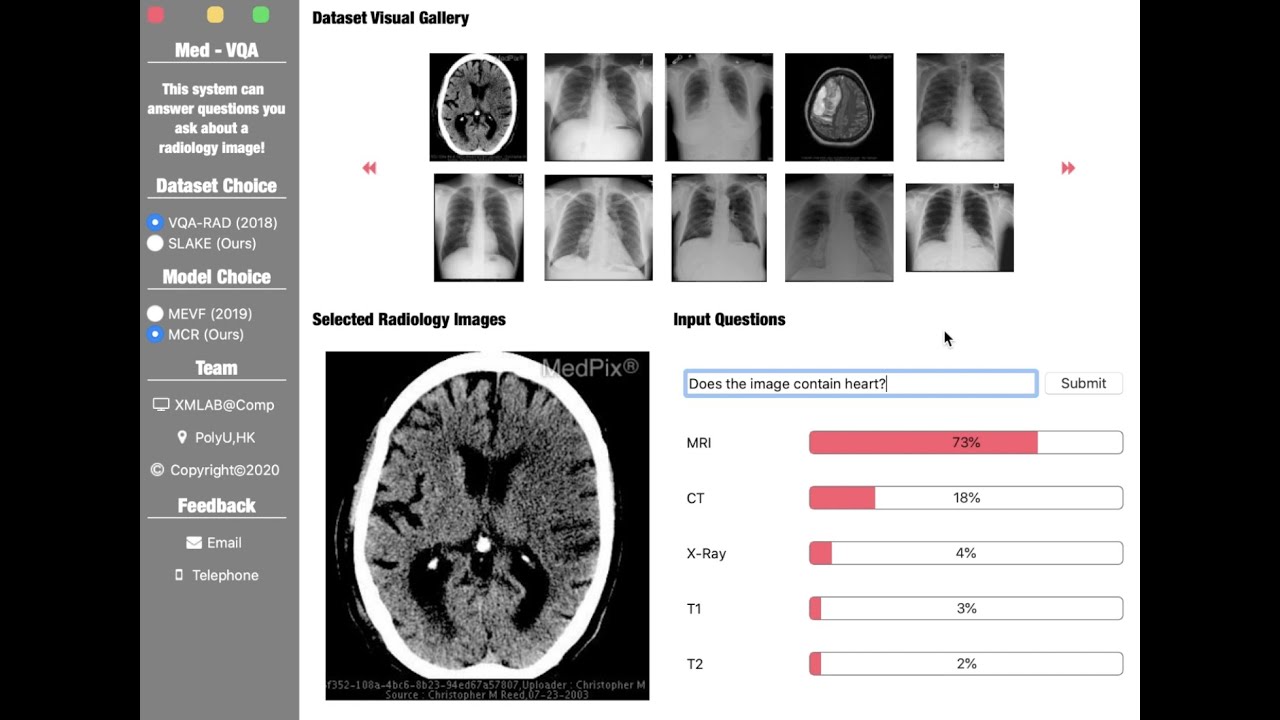 Med - VQA
This system can
answer questions you
ask about a
radiology image!
Dataset Choice
VQA-RAD (2018)
SLAKE (Ours)
Model Choice
MEVF (2019)
MCR (Ours)
Team
XMLAB@Comp
PolyU,HK
Copyright©2020
Feedback
Email
Telephone
Dataset Visual Gallery
MedPix®
MedPix®
Selected Radiology Images
MedPix®
f352-108a-4bc6-8b23-94ed67a57807,Uploader : Christopher M
Source : Christopher M Reed,07-23-2003
Input Questions
Does the image contain heart?
Submit
MRI 73%
CT 18%
X-Ray 4%
T1 3%
T2 2%